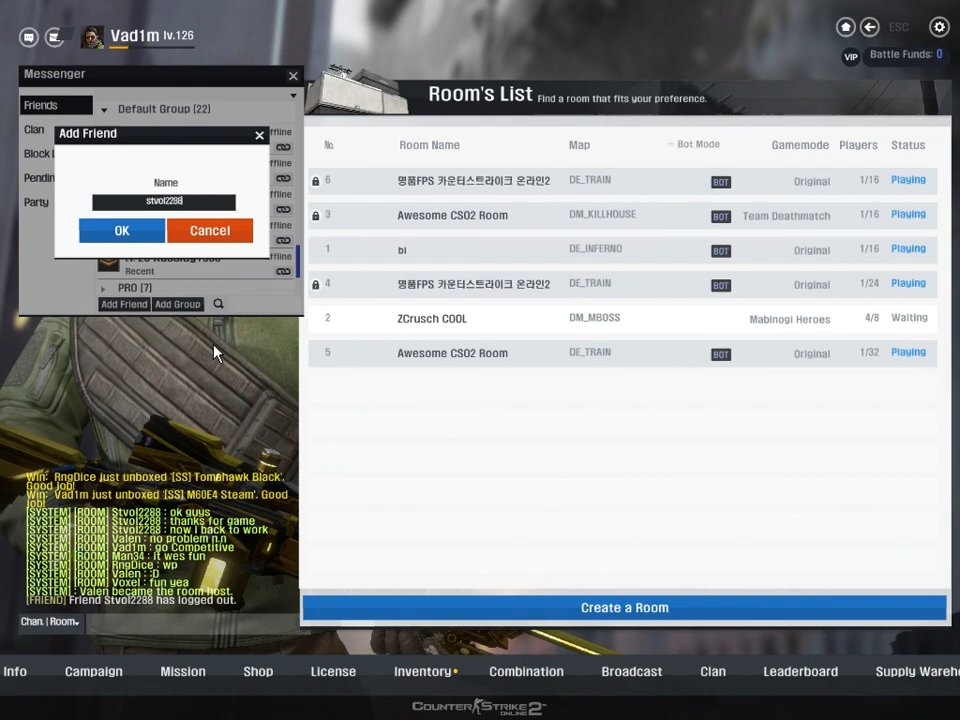 Vad1m lv.126
ESC
VIP
Battle Funds: 0
Messenger
Friends
Default Group (22)
Clan
Block L
Pendin
Party
Add Friend
Name
stvol2288
OK
Cancel
ffline
ffline
ffline
ffline
ffline
Recent
PRO [7]
Add Friend
Add Group
Room's List Find a room that fits your preference.
No. Room Name Map Bot Mode Gamemode Players Status
6 명품FPS 카운터스트라이크 온라인2 DE_TRAIN BOT Original 1/16 Playing
3 Awesome CSO2 Room DM_KILLHOUSE BOT Team Deathmatch 1/16 Playing
1 bl DE_INFERNO BOT Original 1/16 Playing
4 명품FPS 카운터스트라이크 온라인2 DE_TRAIN BOT Original 1/24 Playing
2 ZCrusch COOL DM_MBOSS Mabinogi Heroes 4/8 Waiting
5 Awesome CSO2 Room DE_TRAIN BOT Original 1/32 Playing
Create a Room
Win: RngDice just unboxed '[SS] Tomahawk Black'.
Good job!
Win: Vad1m just unboxed '[SS] M60E4 Steam'. Good
job!
[SYSTEM] [ROOM] Stvol2288 : ok guys
[SYSTEM] [ROOM] Stvol2288 : thanks for game
[SYSTEM] [ROOM] Stvol2288 : now I back to work
[SYSTEM] [ROOM] Valen : no problem n.n
[SYSTEM] [ROOM] Vad1m : go Competitive
[SYSTEM] [ROOM] Man34 : it wes fun
[SYSTEM] [ROOM] RngDice : wp
[SYSTEM] [ROOM] Valen : :D
[SYSTEM] [ROOM] Voxel : fun yea
[SYSTEM] : Valen became the room host.
[FRIEND] Friend Stvol2288 has logged out.
Chan. | Room
Info Campaign Mission Shop License Inventory Combination Broadcast Clan Leaderboard Supply Wareh
COUNTER STRIKE ONLINE 2